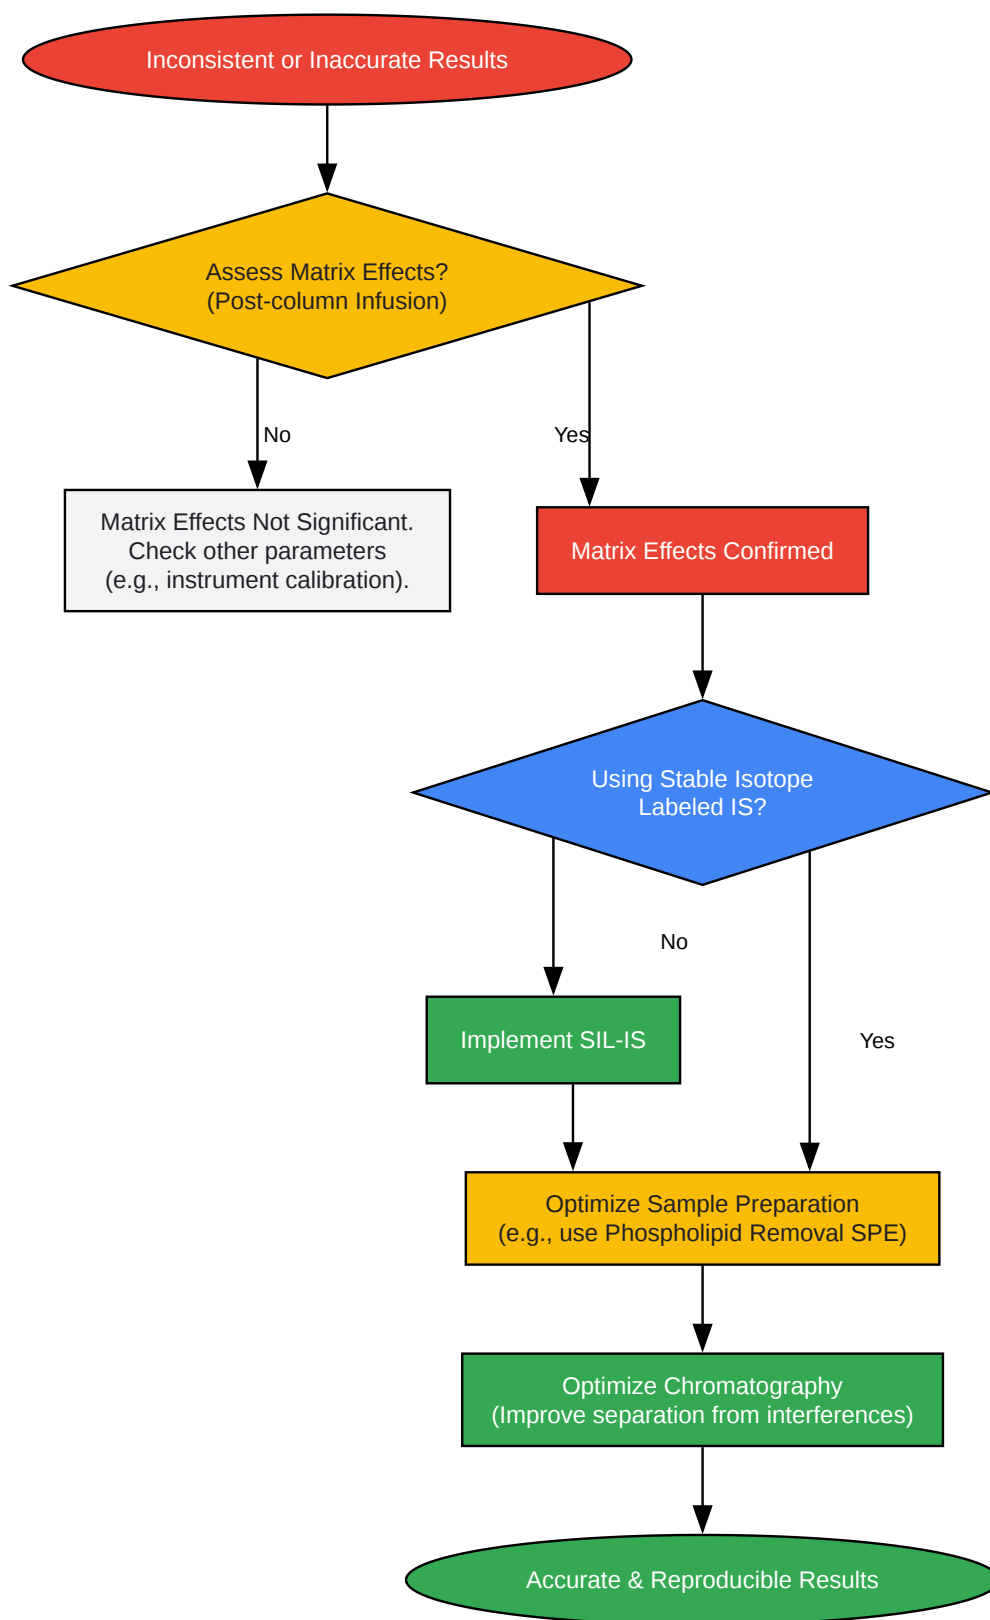 Inconsistent or Inaccurate Results
Assess Matrix Effects?
(Post-column Infusion)
No
Yes
Matrix Effects Not Significant.
Check other parameters
(e.g., instrument calibration).
Matrix Effects Confirmed
Using Stable Isotope
Labeled IS?
No
Implement SIL-IS
Yes
Optimize Sample Preparation
(e.g., use Phospholipid Removal SPE)
Optimize Chromatography
(Improve separation from interferences)
Accurate & Reproducible Results